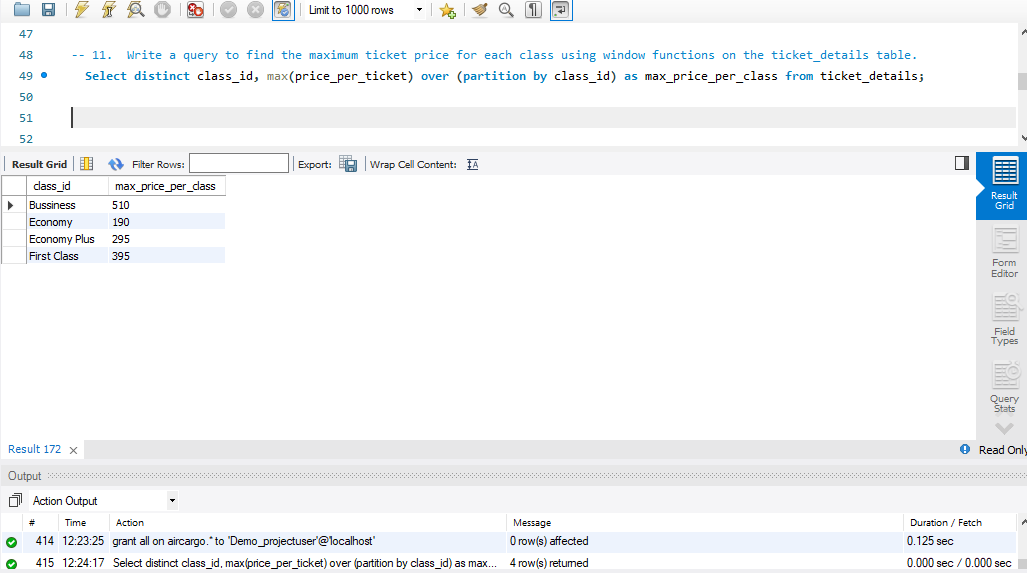 Limit to 1000 rows
47
48 -- 11. Write a query to find the maximum ticket price for each class using window functions on the ticket_details table.
49 Select distinct class_id, max(price_per_ticket) over (partition by class_id) as max_price_per_class from ticket_details;
50
51
52
Result Grid Filter Rows: Export: Wrap Cell Content: IA
class_id max_price_per_class
Bussiness 510
Economy 190
Economy Plus 295
First Class 395
Result
Grid
Form
Editor
Field
Types
Query
Stats
Result 172 Read Only
Output
Action Output
# Time Action Message Duration / Fetch
414 12:23:25 grant all on aircargo.* to 'Demo_projectuser'@'localhost' 0 row(s) affected 0.125 sec
415 12:24:17 Select distinct class_id, max(price_per_ticket) over (partition by class_id) as max... 4 row(s) returned 0.000 sec / 0.000 sec